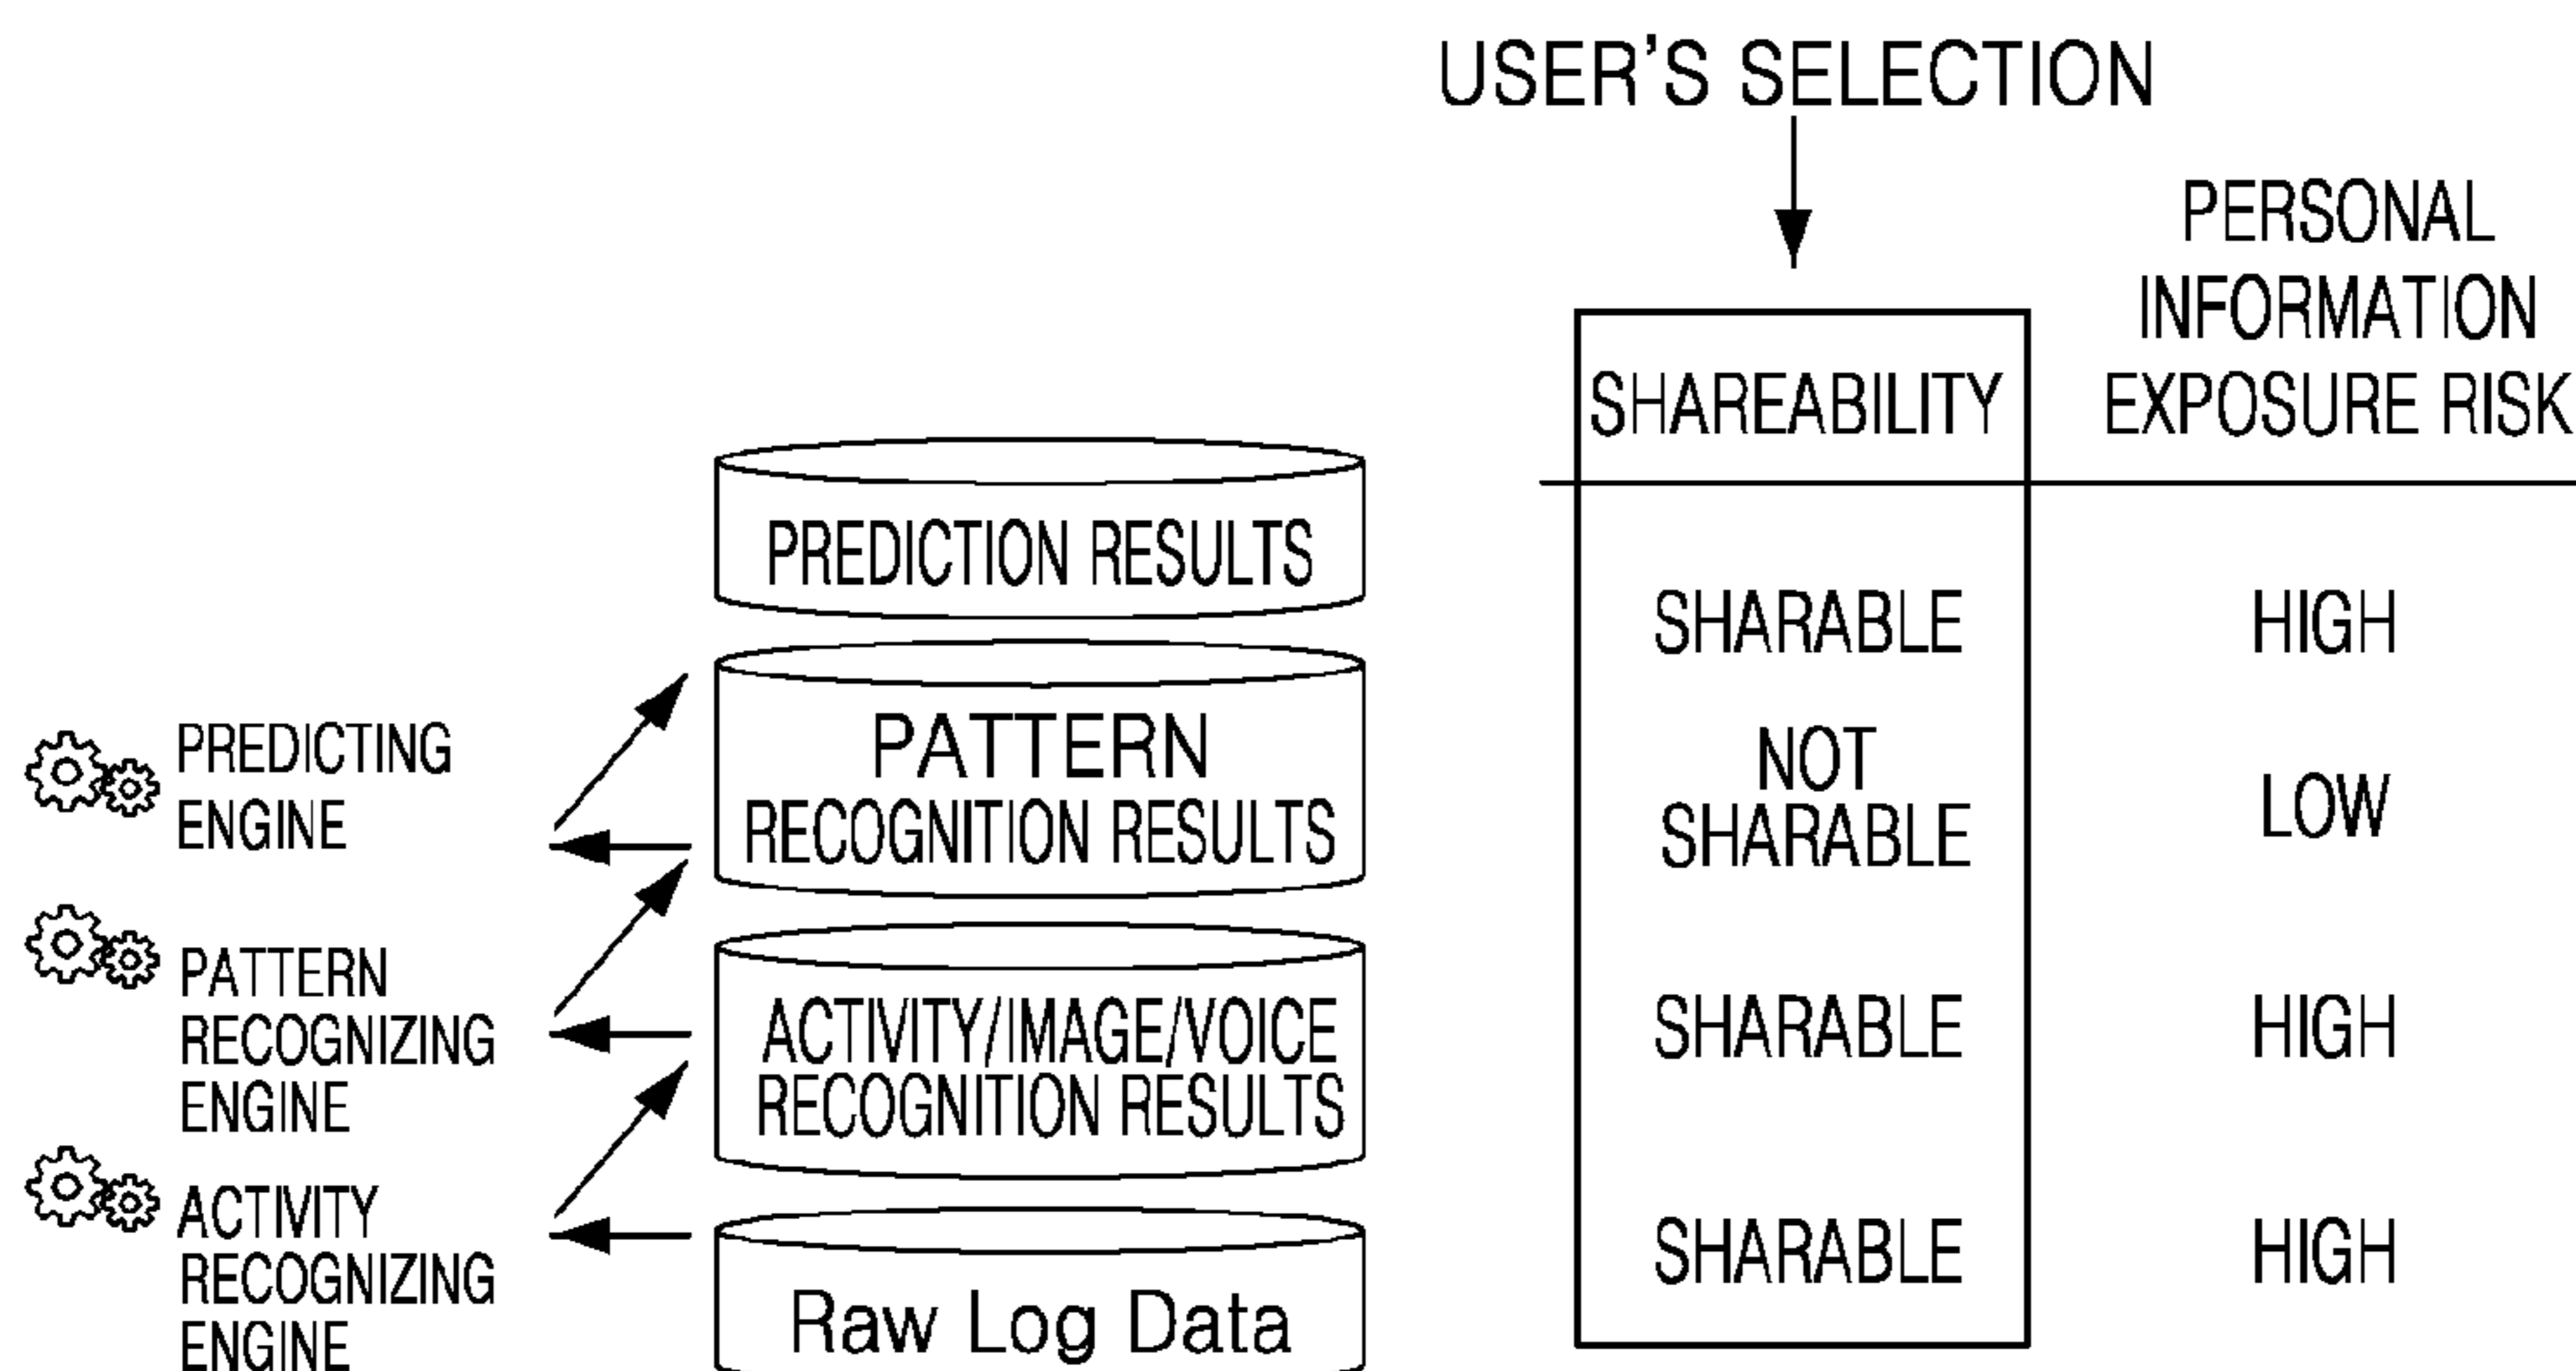 USER'S SELECTION
PERSONAL
INFORMATION
EXPOSURE RISK
SHAREABILITY
PREDICTION RESULTS
SHARABLE
HIGH
PREDICTING
ENGINE
PATTERN
RECOGNITION RESULTS
NOT
SHARABLE
LOW
PATTERN
RECOGNIZING
ENGINE
ACTIVITY/IMAGE/VOICE
RECOGNITION RESULTS
SHARABLE
HIGH
ACTIVITY
RECOGNIZING
ENGINE
Raw Log Data
SHARABLE
HIGH